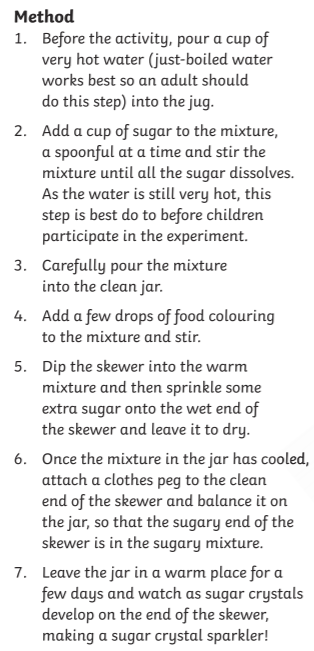 Method
1. Before the activity, pour a cup of
very hot water (just-boiled water
works best so an adult should
do this step) into the jug.
2. Add a cup of sugar to the mixture,
a spoonful at a time and stir the
mixture until all the sugar dissolves.
As the water is still very hot, this
step is best do to before children
participate in the experiment.
3. Carefully pour the mixture
into the clean jar.
4. Add a few drops of food colouring
to the mixture and stir.
5. Dip the skewer into the warm
mixture and then sprinkle some
extra sugar onto the wet end of
the skewer and leave it to dry.
6. Once the mixture in the jar has cooled,
attach a clothes peg to the clean
end of the skewer and balance it on
the jar, so that the sugary end of the
skewer is in the sugary mixture.
7. Leave the jar in a warm place for a
few days and watch as sugar crystals
develop on the end of the skewer,
making a sugar crystal sparkler!